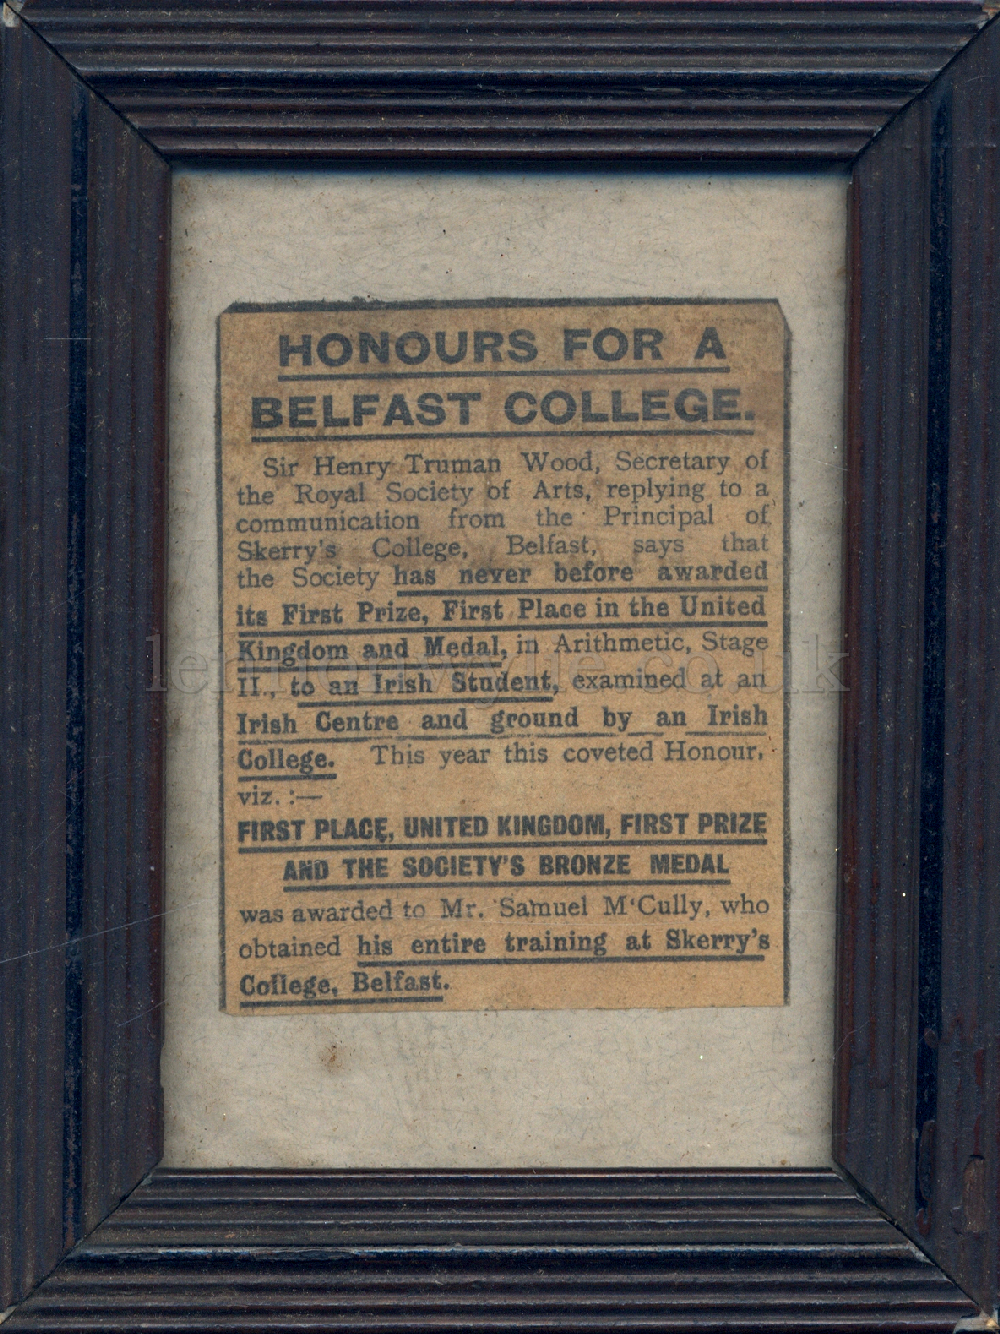 HONOURS FOR A
BELFAST COLLEGE.
Sir Henry Truman Wood, Secretary of
the Royal Society of Arts, replying to a
communication from the Principal of
Skerry's College, Belfast, says that
the Society has never before awarded
its First Prize, First Place in the United
Kingdom and Medal, in Arithmetic, Stage
II., to an Irish Student, examined at an
Irish Centre and ground by an Irish
College. This year this coveted Honour,
viz. :—
FIRST PLACE, UNITED KINGDOM, FIRST PRIZE
AND THE SOCIETY'S BRONZE MEDAL
was awarded to Mr. Samuel M'Cully, who
obtained his entire training at Skerry's
College, Belfast.